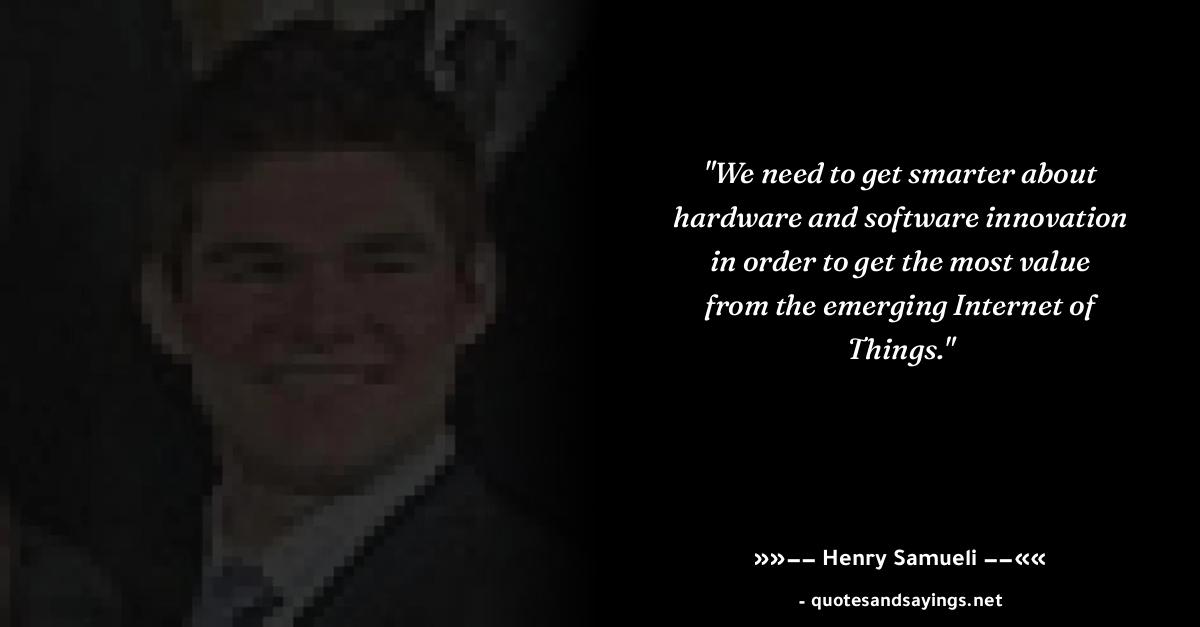 "We need to get smarter about
hardware and software innovation
in order to get the most value
from the emerging Internet of
Things."
»»−− Henry Samueli −−««
- quotesandsayings.net